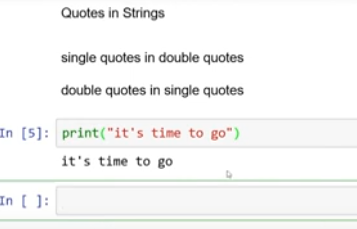 Quotes in Strings
single quotes in double quotes
double quotes in single quotes
In [5]: print("it's time to go")
it's time to go
In [ ]: